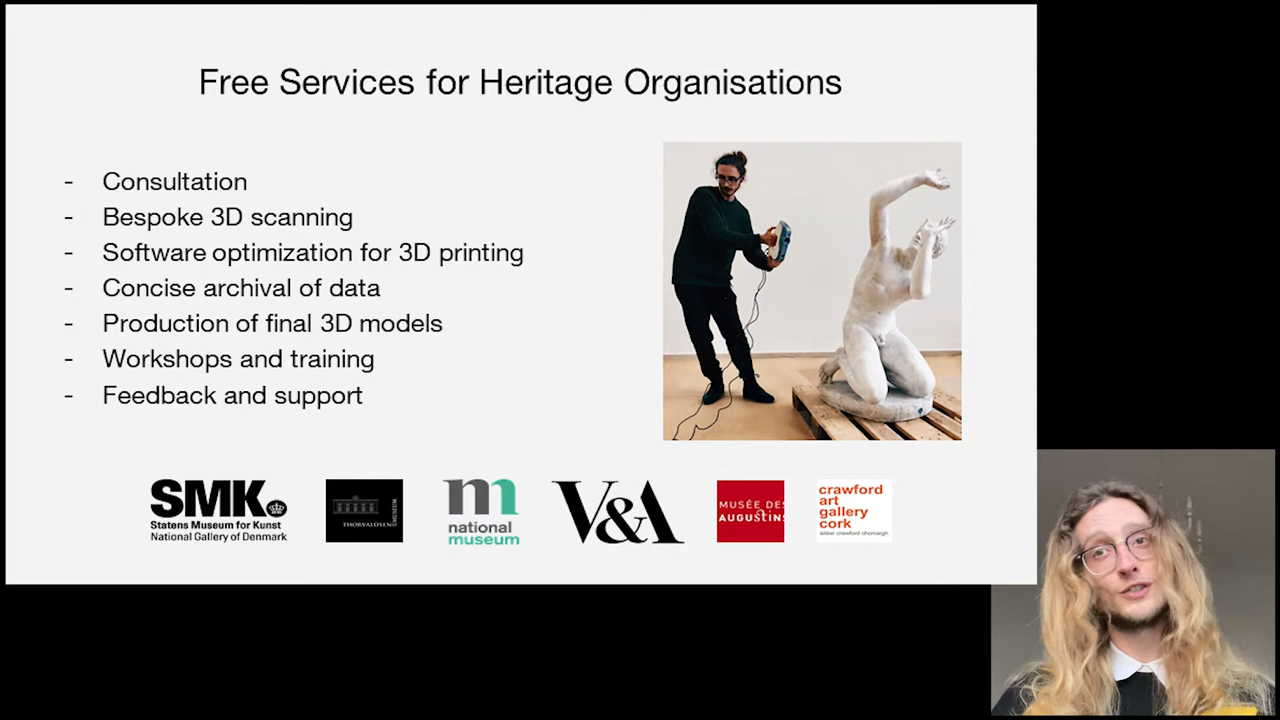 Free Services for Heritage Organisations
- Consultation
- Bespoke 3D scanning
- Software optimization for 3D printing
- Concise archival of data
- Production of final 3D models
- Workshops and training
- Feedback and support
SMK
Statens Museum for Kunst
National Gallery of Denmark
THORVALDSENS MUSEUM
m
national
museum
V&A
MUSÉE DES
AUGUSTINS
crawford
art
gallery
cork